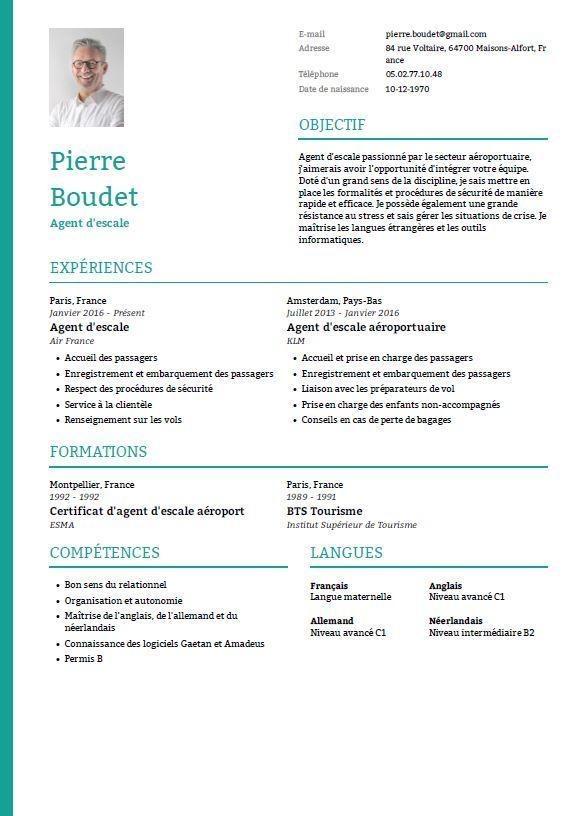 E-mail pierre.boudet@gmail.com
Adresse 84 rue Voltaire, 64700 Maisons-Alfort, Fr
ance
Téléphone 05.02.77.10.48
Date de naissance 10-12-1970
Pierre
Boudet
Agent d'escale
OBJECTIF
Agent d'escale passionné par le secteur aéroportuaire,
j'aimerais avoir l'opportunité d'intégrer votre équipe.
Doté d'un grand sens de la discipline, je sais mettre en
place les formalités et procédures de sécurité de manière
rapide et efficace. Je possède également une grande
résistance au stress et sais gérer les situations de crise. Je
maîtrise les langues étrangères et les outils
informatiques.
EXPÉRIENCES
Paris, France
Janvier 2016 - Présent
Agent d'escale
Air France
• Accueil des passagers
• Enregistrement et embarquement des passagers
• Respect des procédures de sécurité
• Service à la clientèle
• Renseignement sur les vols
Amsterdam, Pays-Bas
Juillet 2013 - Janvier 2016
Agent d'escale aéroportuaire
KLM
• Accueil et prise en charge des passagers
• Enregistrement et embarquement des passagers
• Liaison avec les préparateurs de vol
• Prise en charge des enfants non-accompagnés
• Conseils en cas de perte de bagages
FORMATIONS
Montpellier, France
1992 - 1992
Certificat d'agent d'escale aéroport
ESMA
Paris, France
1989 - 1991
BTS Tourisme
Institut Supérieur de Tourisme
COMPÉTENCES
• Bon sens du relationnel
• Organisation et autonomie
• Maîtrise de l'anglais, de l'allemand et du
néerlandais
• Connaissance des logiciels Gaetan et Amadeus
• Permis B
LANGUES
Français
Langue maternelle
Anglais
Niveau avancé C1
Allemand
Niveau avancé C1
Néerlandais
Niveau intermédiaire B2